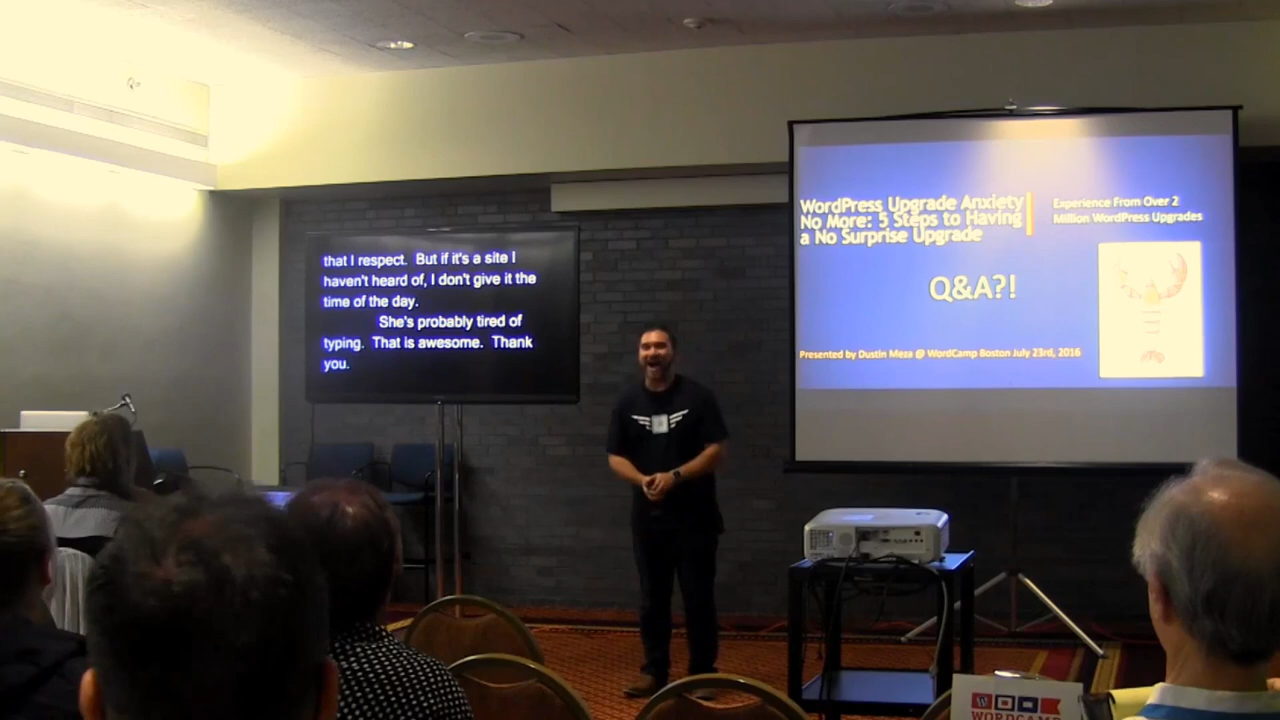 that I respect.  But if it's a site I
haven't heard of, I don't give it the
time of the day.
She's probably tired of
typing.  That is awesome.  Thank
you.
WordPress Upgrade Anxiety
No More: 5 Steps to Having
a No Surprise Upgrade
Experience From Over 2
Million WordPress Upgrades
Q&A?!
Presented by Dustin Meza @ WordCamp Boston July 23rd, 2016
WORDCAMP